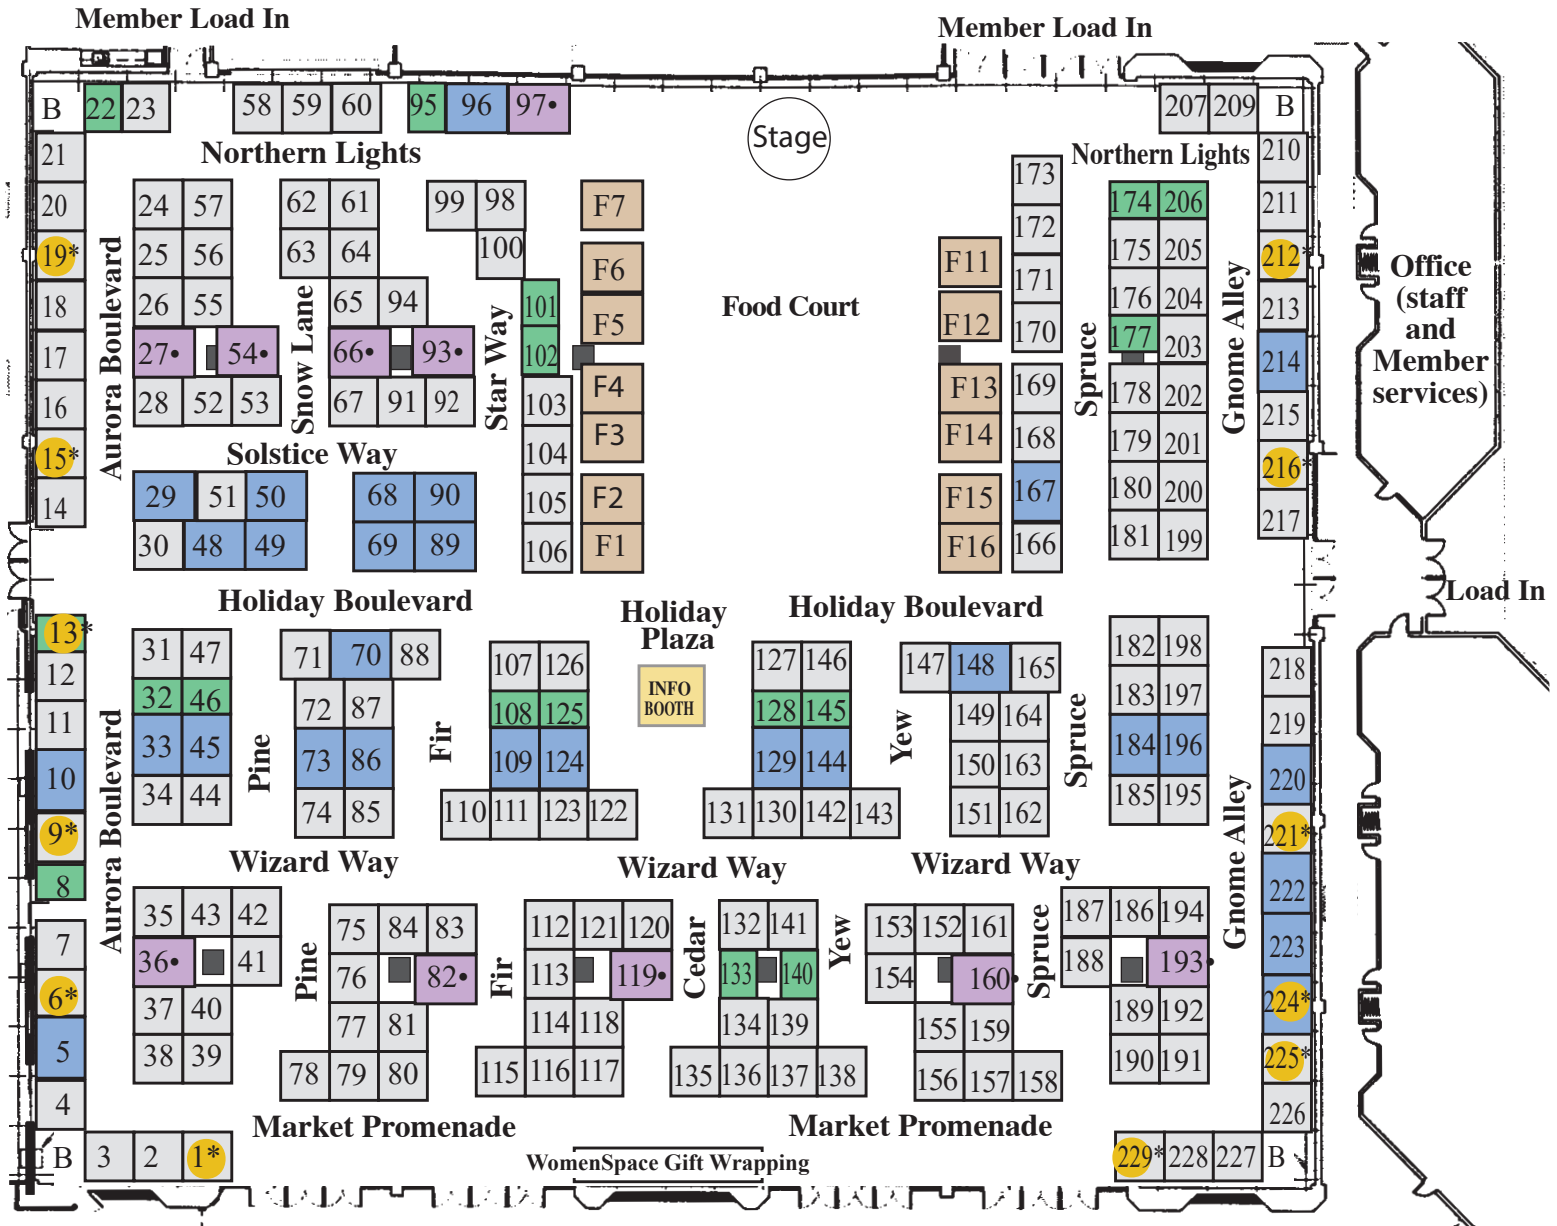 Member Load In
Member Load In
B 22 23 58 59 60 95 96 97• 207 209 B
Stage
21 Northern Lights Northern Lights 210
20 24 57 62 61 99 98 F7 173 174 206 211
172
19* 25 56 63 64 100 F6 F11 175 205 212*
Aurora Boulevard
Snow Lane
Star Way
Spruce
Gnome Alley
Office
(staff
and
Member
services)
18 26 55 65 94 101 F5 Food Court F12 171 176 204 213
17 27• 54• 66• 93• 102 170 177 203 214
16 28 52 53 67 91 92 103 F4 F13 169 178 202 215
15* Solstice Way 104 F3 F14 168 179 201 216*
14 29 51 50 68 90 105 F2 F15 167 180 200 217
30 48 49 69 89 106 F1 F16 166 181 199
Holiday Boulevard
Holiday
Plaza
Holiday Boulevard
Load In
INFO
BOOTH
13* 31 47 71 70 88 107 126 127 146 147 148 165 182 198
12 32 46 72 87 108 125 128 145 149 164 183 197 218
11 33 45 73 86 109 124 129 144 150 163 184 196 219
10 34 44 74 85 110 111 123 122 131 130 142 143 151 162 185 195 220
Aurora Boulevard
Pine
Fir
Yew
Spruce
Gnome Alley
9* 221*
Wizard Way
Wizard Way
Wizard Way
8 222
7 35 43 42 75 84 83 112 121 120 132 141 153 152 161 187 186 194 223
Pine
Fir
Cedar
Yew
Spruce
6* 36• 41 76 82• 113 119• 133 140 154 160• 188 193• 224*
5 37 40 77 81 114 118 134 139 155 159 189 192 225*
4 38 39 78 79 80 115 116 117 135 136 137 138 156 157 158 190 191 226
Market Promenade
Market Promenade
B 3 2 1* WomenSpace Gift Wrapping 229* 228 227 B